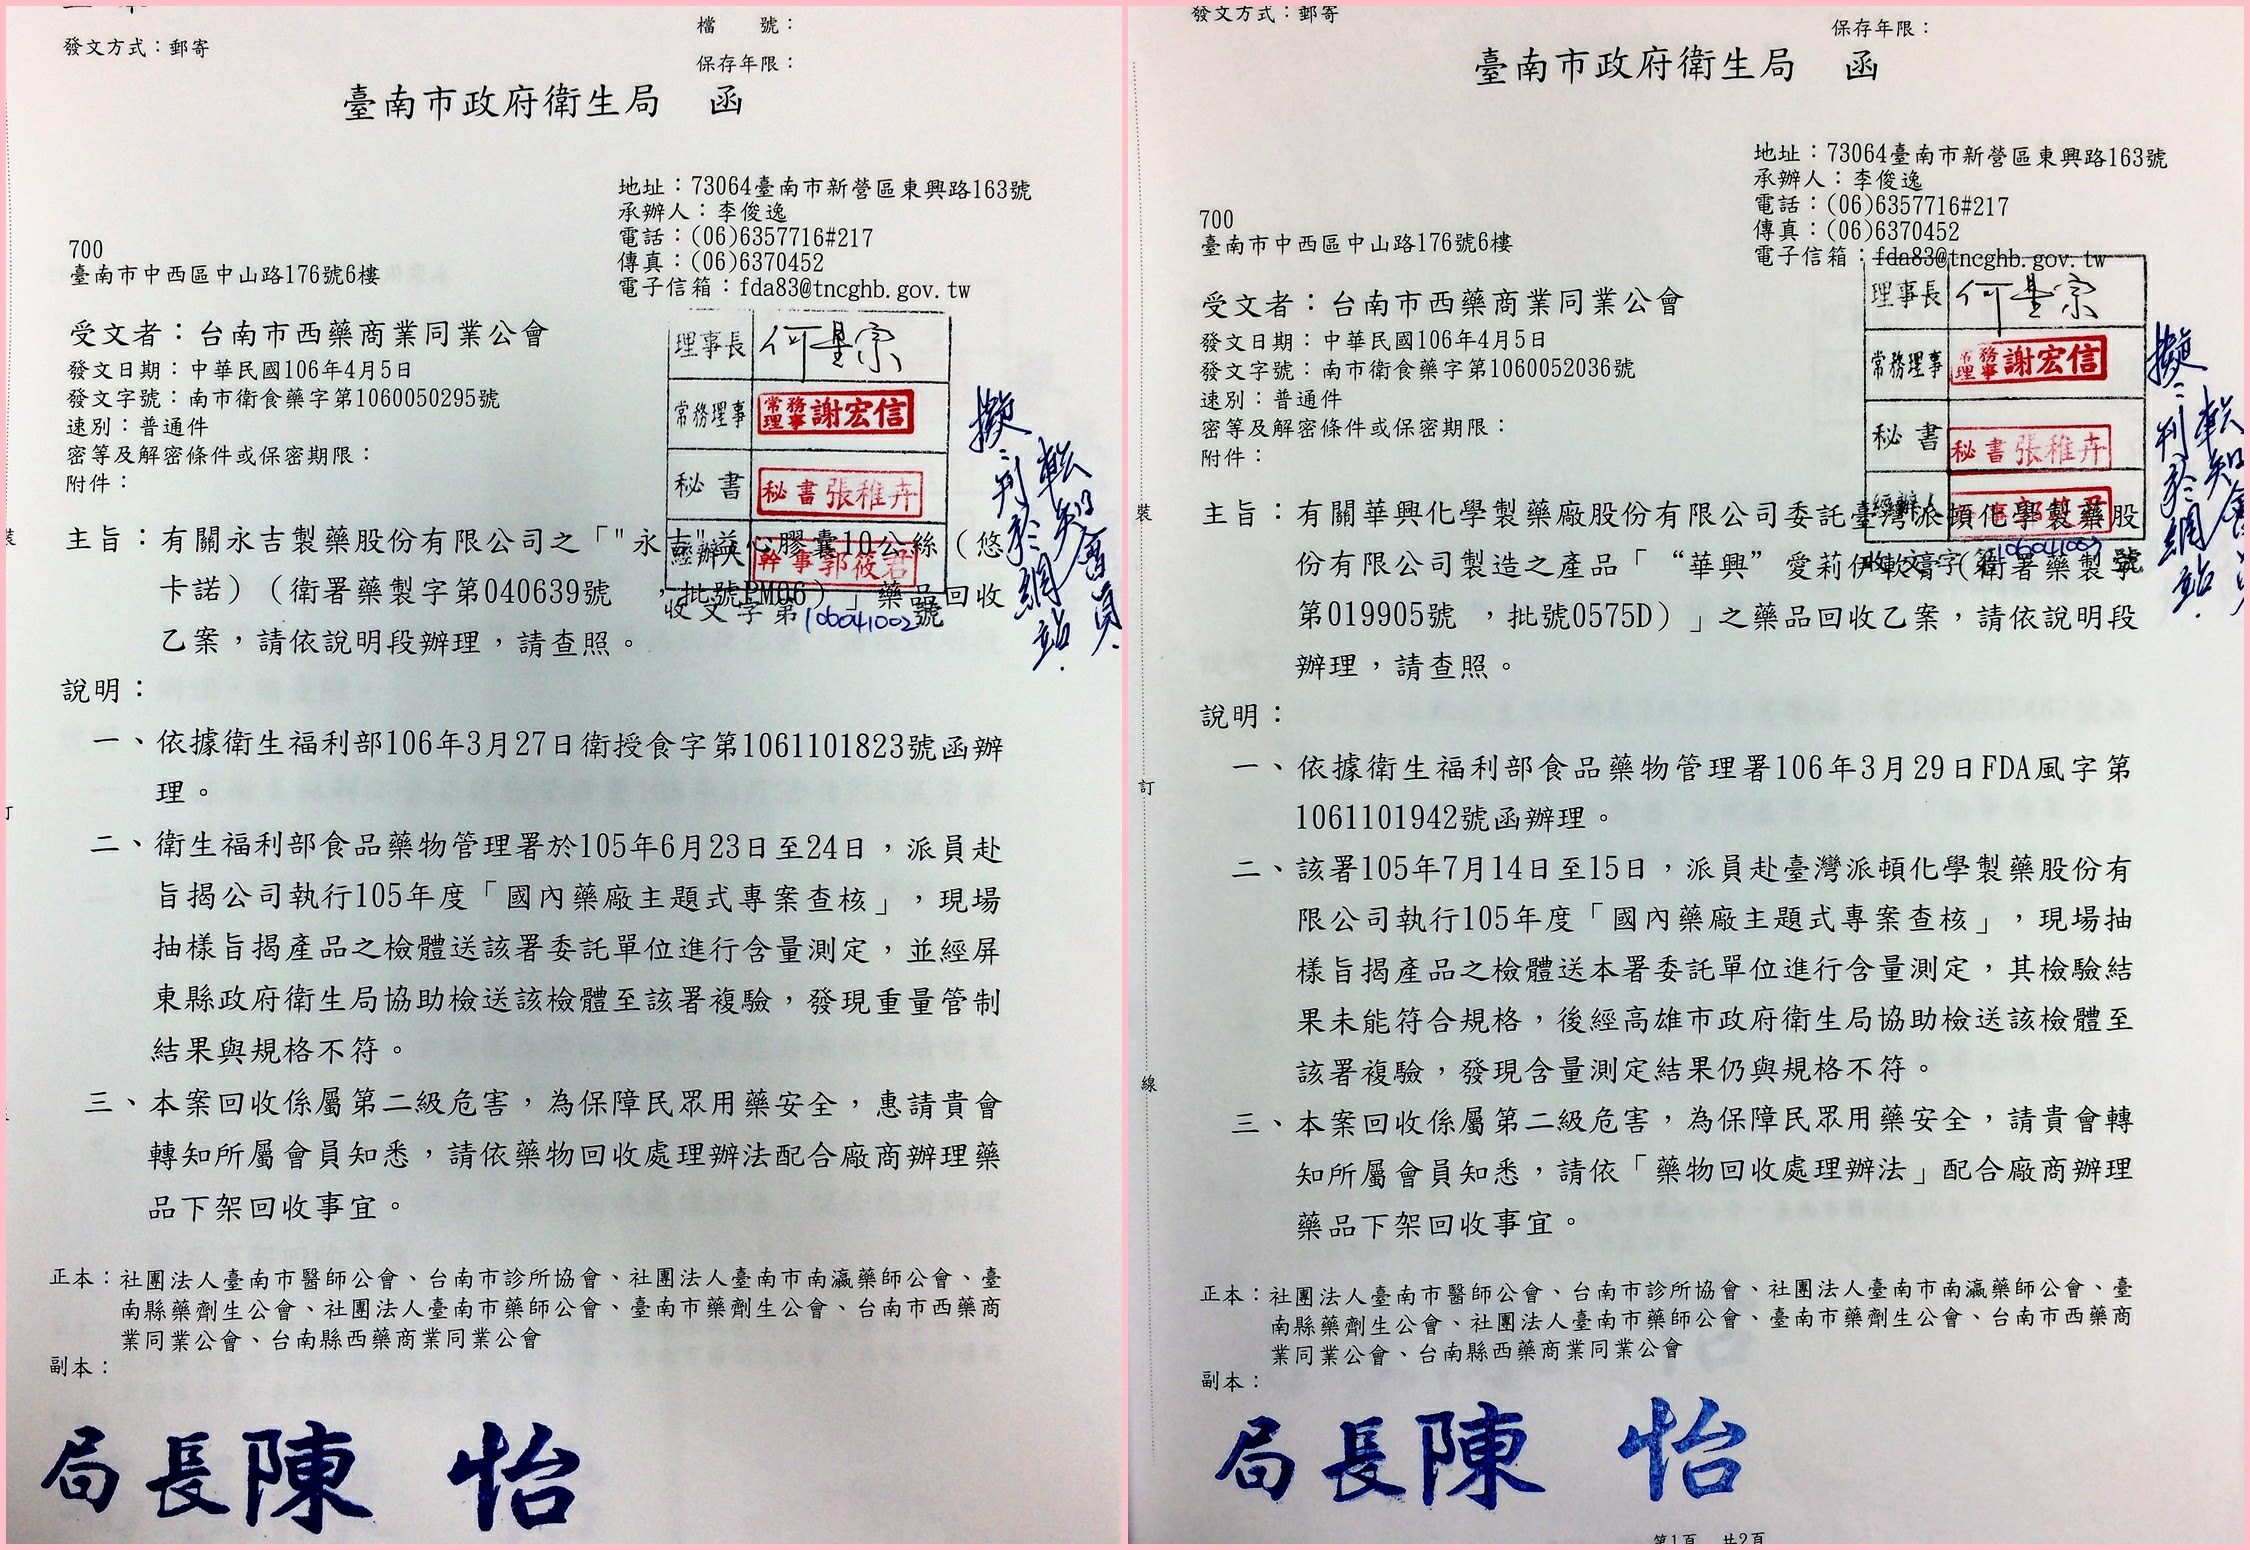 發文方式：郵寄
檔　　號：
保存年限：
臺南市政府衛生局　函
地址：73064臺南市新營區東興路163號
承辦人：李俊逸
電話：(06)6357716#217
傳真：(06)6370452
電子信箱：fda83@tncghb.gov.tw
700
臺南市中西區中山路176號6樓
受文者：台南市西藥商業同業公會
發文日期：中華民國106年4月5日
發文字號：南市衛食藥字第1060050295號
速別：普通件
密等及解密條件或保密期限：
附件：
理事長
常務理事 常務理事 謝宏信
秘書 秘書張稚卉
經辦人 幹事郭筱君
收文字第106041002號
擬：刊於網站
轉知會員.
主旨：有關永吉製藥股份有限公司之「"永吉"益心膠囊10公絲（悠
卡諾）（衛署藥製字第040639號　，批號PM06）」藥品回收
乙案，請依說明段辦理，請查照。
說明：
一、依據衛生福利部106年3月27日衛授食字第1061101823號函辦
理。
二、衛生福利部食品藥物管理署於105年6月23日至24日，派員赴
旨揭公司執行105年度「國內藥廠主題式專案查核」，現場
抽樣旨揭產品之檢體送該署委託單位進行含量測定，並經屏
東縣政府衛生局協助檢送該檢體至該署複驗，發現重量管制
結果與規格不符。
三、本案回收係屬第二級危害，為保障民眾用藥安全，惠請貴會
轉知所屬會員知悉，請依藥物回收處理辦法配合廠商辦理藥
品下架回收事宜。
正本：社團法人臺南市醫師公會、台南市診所協會、社團法人臺南市南瀛藥師公會、臺
南縣藥劑生公會、社團法人臺南市藥師公會、臺南市藥劑生公會、台南市西藥商
業同業公會、台南縣西藥商業同業公會
副本：
局長陳怡
發文方式：郵寄
保存年限：
臺南市政府衛生局　函
地址：73064臺南市新營區東興路163號
承辦人：李俊逸
電話：(06)6357716#217
傳真：(06)6370452
電子信箱：fda83@tncghb.gov.tw
700
臺南市中西區中山路176號6樓
受文者：台南市西藥商業同業公會
發文日期：中華民國106年4月5日
發文字號：南市衛食藥字第1060052036號
速別：普通件
密等及解密條件或保密期限：
附件：
理事長
常務理事 常務理事 謝宏信
秘書 秘書張稚卉
經辦人 幹事郭筱君
收文字第106041003號
擬：刊於網站.
轉知會員
主旨：有關華興化學製藥廠股份有限公司委託臺灣派頓化學製藥股
份有限公司製造之產品「“華興”愛莉伊軟膏（衛署藥製字
第019905號　，批號0575D）」之藥品回收乙案，請依說明段
辦理，請查照。
說明：
一、依據衛生福利部食品藥物管理署106年3月29日FDA風字第
1061101942號函辦理。
二、該署105年7月14日至15日，派員赴臺灣派頓化學製藥股份有
限公司執行105年度「國內藥廠主題式專案查核」，現場抽
樣旨揭產品之檢體送本署委託單位進行含量測定，其檢驗結
果未能符合規格，後經高雄市政府衛生局協助檢送該檢體至
該署複驗，發現含量測定結果仍與規格不符。
三、本案回收係屬第二級危害，為保障民眾用藥安全，請貴會轉
知所屬會員知悉，請依「藥物回收處理辦法」配合廠商辦理
藥品下架回收事宜。
正本：社團法人臺南市醫師公會、台南市診所協會、社團法人臺南市南瀛藥師公會、臺
南縣藥劑生公會、社團法人臺南市藥師公會、臺南市藥劑生公會、台南市西藥商
業同業公會、台南縣西藥商業同業公會
副本：
局長陳怡
第1頁　共2頁
裝
訂
線